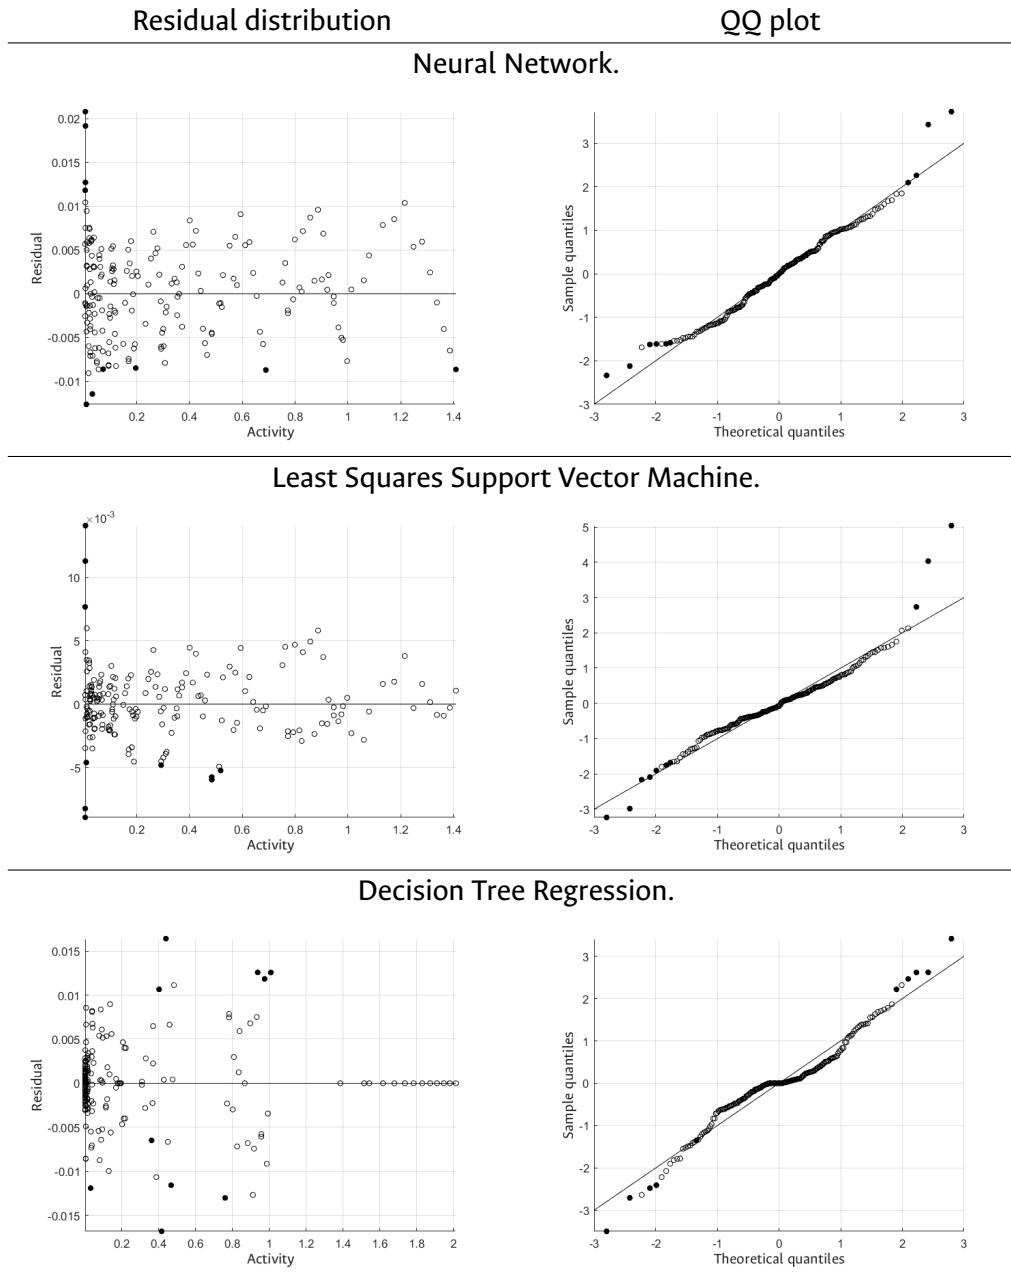 Residual distribution
QQ plot
Neural Network.
0.02
0.015
0.01
0.005
0
-0.005
-0.01
Residual
0.2 0.4 0.6 0.8 1 1.2 1.4
Activity
3
2
1
0
-1
-2
-3
Sample quantiles
-3 -2 -1 0 1 2 3
Theoretical quantiles
Least Squares Support Vector Machine.
×10-3
10
5
0
-5
Residual
0.2 0.4 0.6 0.8 1 1.2 1.4
Activity
5
4
3
2
1
0
-1
-2
-3
Sample quantiles
-3 -2 -1 0 1 2 3
Theoretical quantiles
Decision Tree Regression.
0.015
0.01
0.005
0
-0.005
-0.01
-0.015
Residual
0.2 0.4 0.6 0.8 1 1.2 1.4 1.6 1.8 2
Activity
3
2
1
0
-1
-2
-3
Sample quantiles
-3 -2 -1 0 1 2 3
Theoretical quantiles